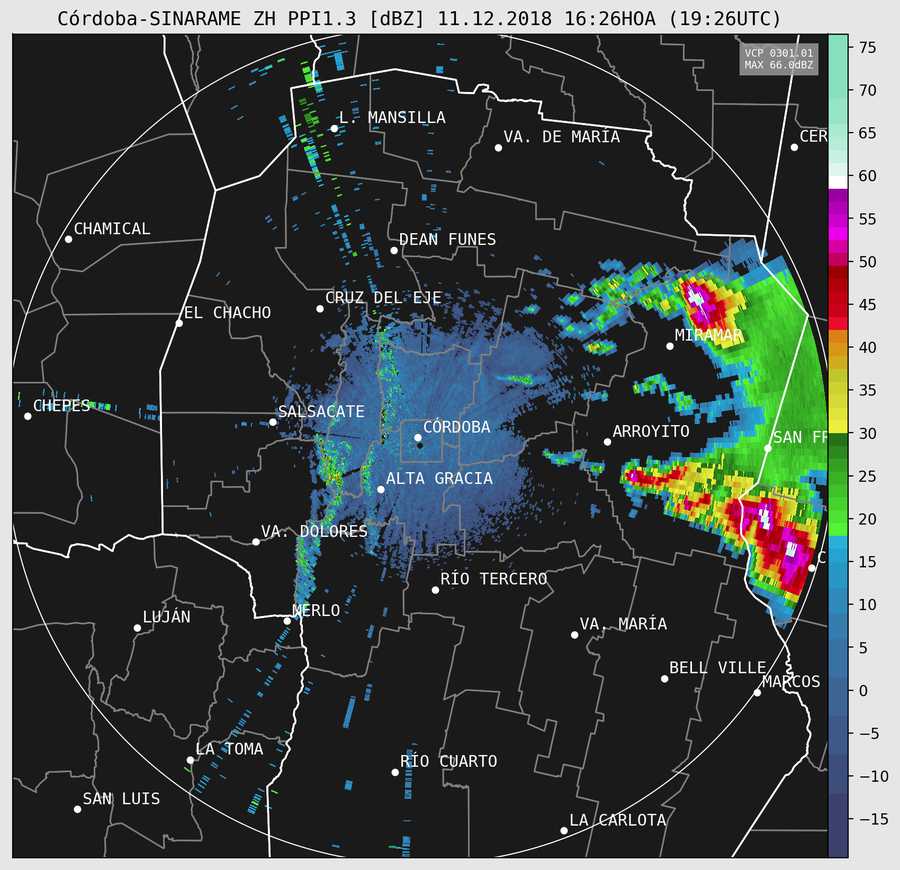 Córdoba-SINARAME ZH PPI1.3 [dBZ] 11.12.2018 16:26HOA (19:26UTC)
VCP 0301.01
MAX 66.0dBZ
75
70
65
60
55
50
45
40
35
30
25
20
15
10
5
0
−5
−10
−15
L. MANSILLA
VA. DE MARÍA
CER
CHAMICAL
DEAN FUNES
CRUZ DEL EJE
EL CHACHO
MIRAMAR
CHEPES
SALSACATE
CÓRDOBA
ARROYITO
SAN FR
ALTA GRACIA
VA. DOLORES
C
RÍO TERCERO
MERLO
LUJÁN
VA. MARÍA
BELL VILLE
MARCOS
LA TOMA
RÍO CUARTO
SAN LUIS
LA CARLOTA